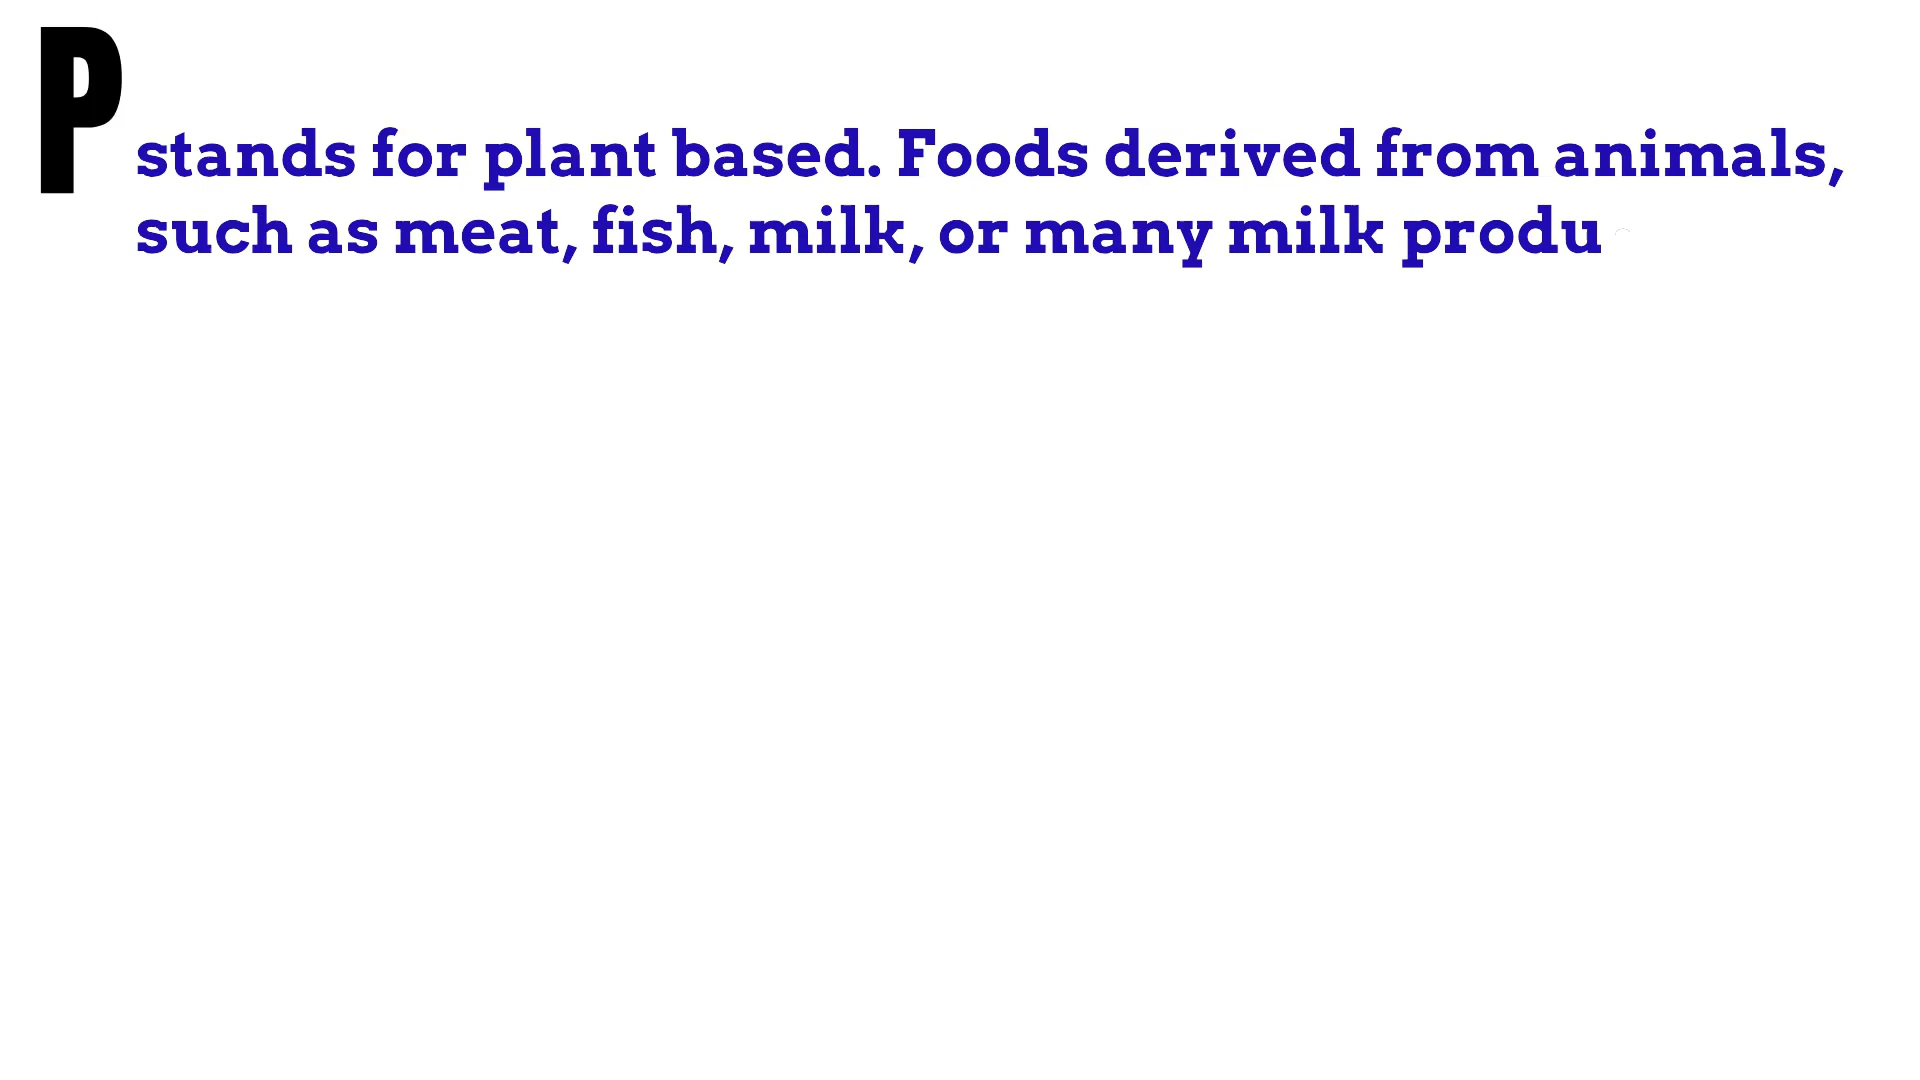 P
stands for plant based. Foods derived from animals,
such as meat, fish, milk, or many milk produ